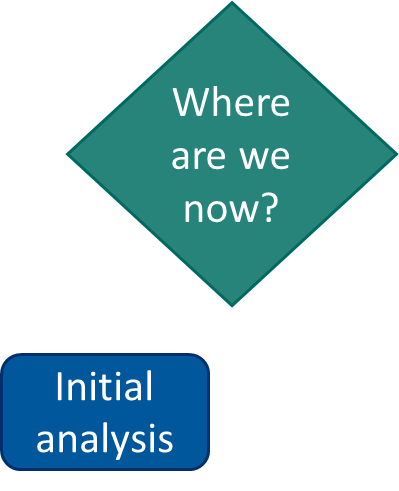 Where
are we
now?
Initial
analysis